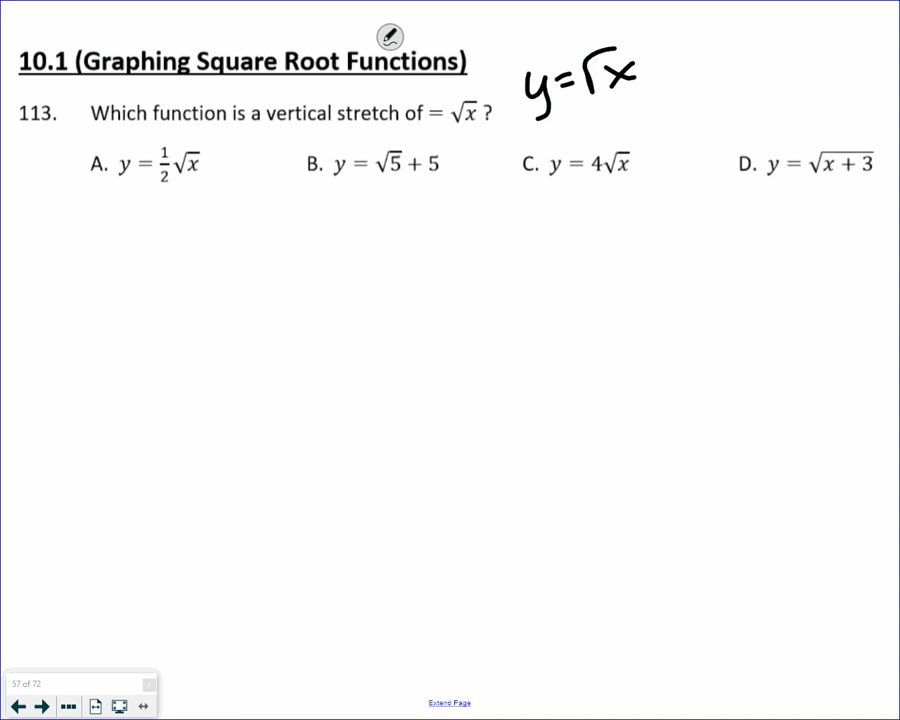 10.1 (Graphing Square Root Functions)
y=√x
113. Which function is a vertical stretch of = √x ?
A. y = 1/2 √x B. y = √5 + 5 C. y = 4√x D. y = √(x + 3)
57 of 72
Extend Page